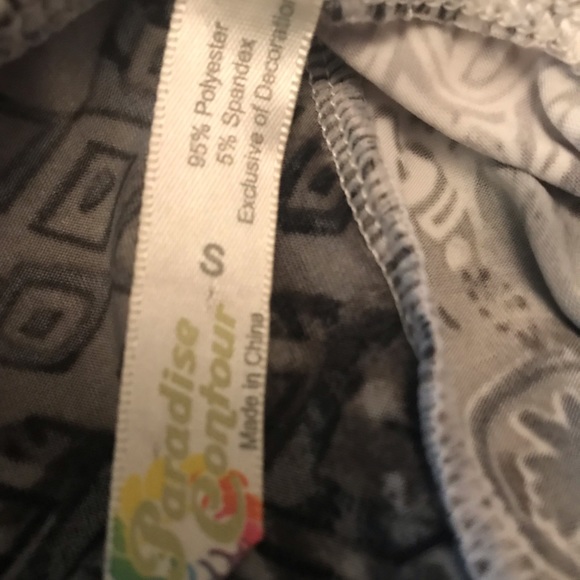 95% Polyester
5% Spandex
Exclusive of Decoration
S
Paradise
Contour
Made in China